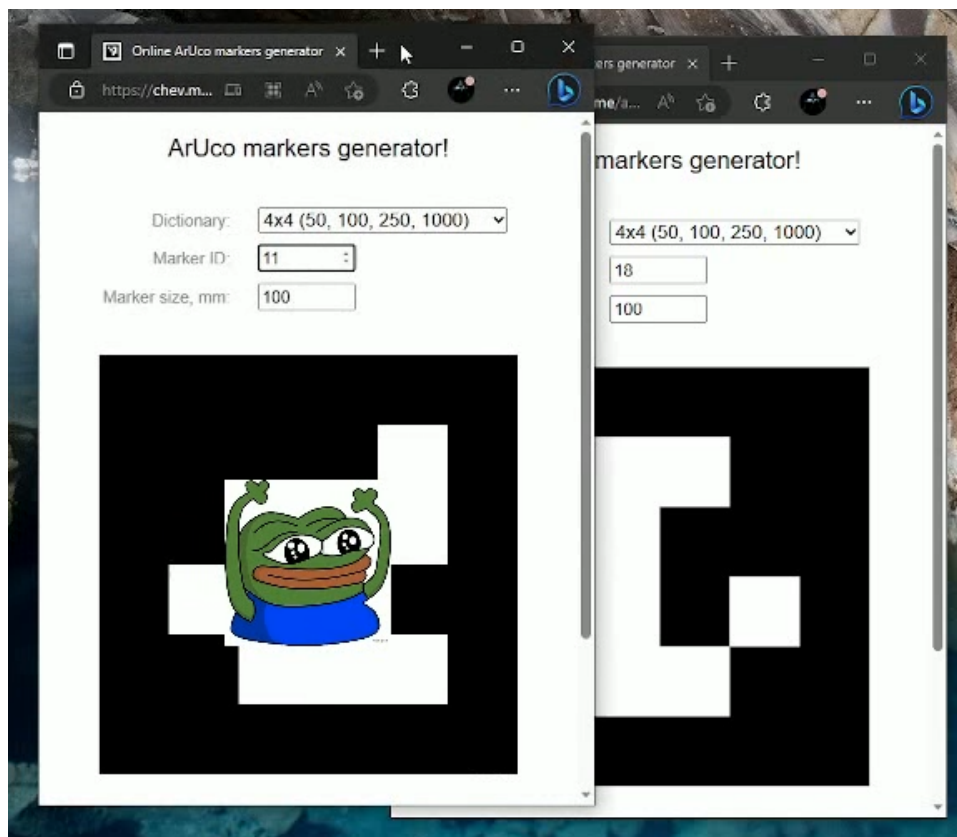 Online ArUco markers generator
https://chev.m...
ArUco markers generator!
Dictionary:
4x4 (50, 100, 250, 1000)
Marker ID:
11
Marker size, mm:
100
ers generator
me/a...
markers generator!
4x4 (50, 100, 250, 1000)
18
100